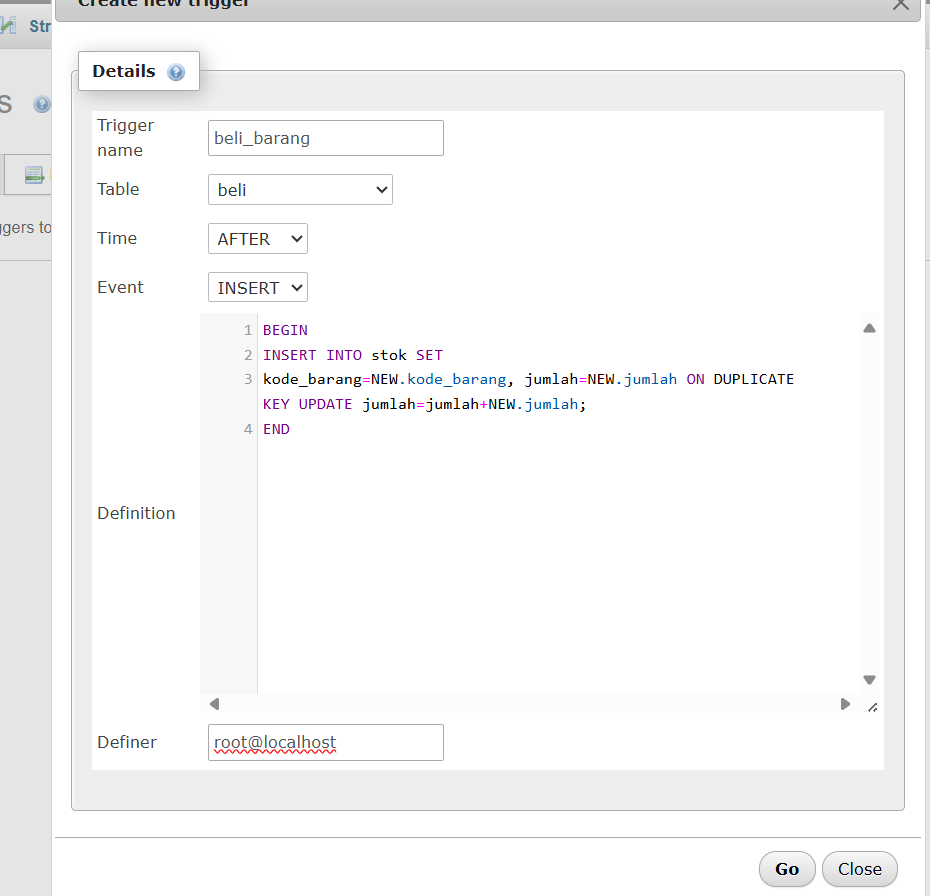 Create new trigger
Str
Details
S
Trigger
name
beli_barang
Table
beli
Time
AFTER
ggers to
Event
INSERT
1 BEGIN
2 INSERT INTO stok SET
3 kode_barang=NEW.kode_barang, jumlah=NEW.jumlah ON DUPLICATE
KEY UPDATE jumlah=jumlah+NEW.jumlah;
4 END
Definition
Definer
root@localhost
Go
Close